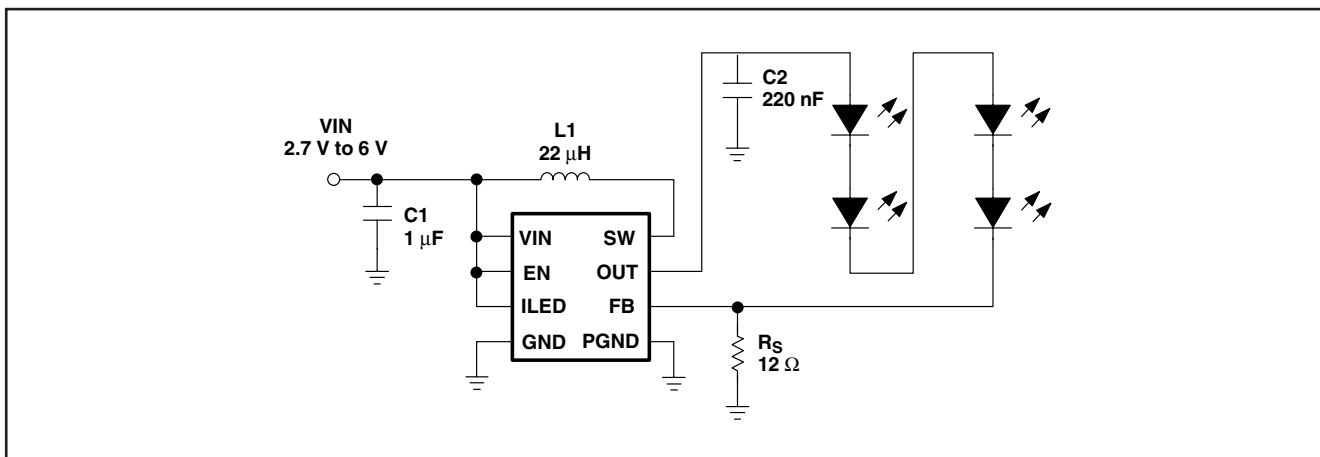 VIN
2.7 V to 6 V
C1
1 μF
L1
22 μH
C2
220 nF
VIN
SW
EN
OUT
ILED
FB
GND
PGND
RS
12 Ω